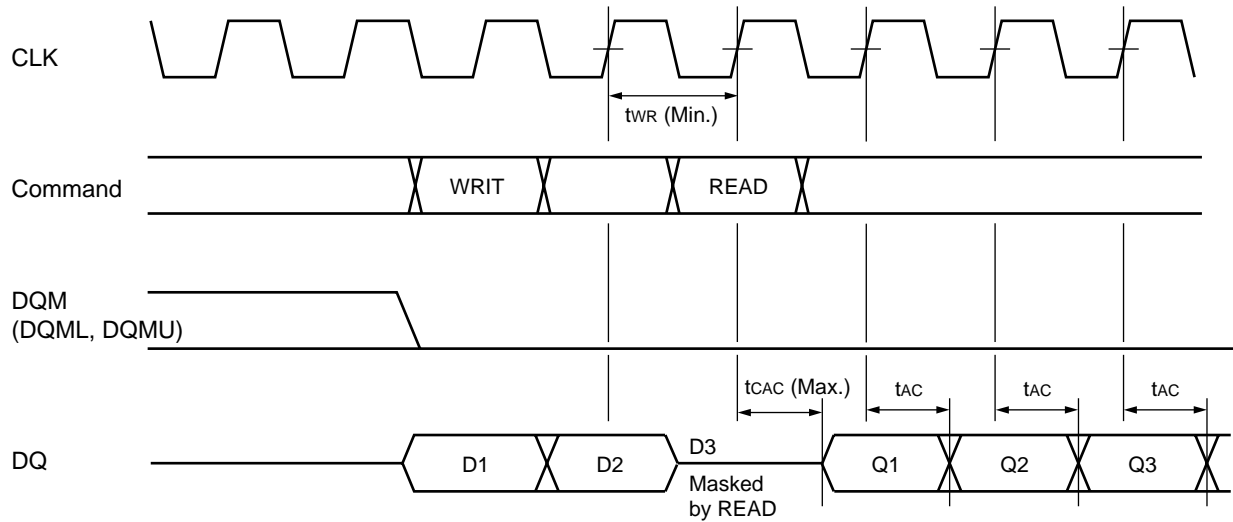 CLK
tWR (Min.)
Command
WRIT
READ
DQM
(DQML, DQMU)
tCAC (Max.)
tAC
tAC
tAC
DQ
D1
D2
D3
Masked
by READ
Q1
Q2
Q3